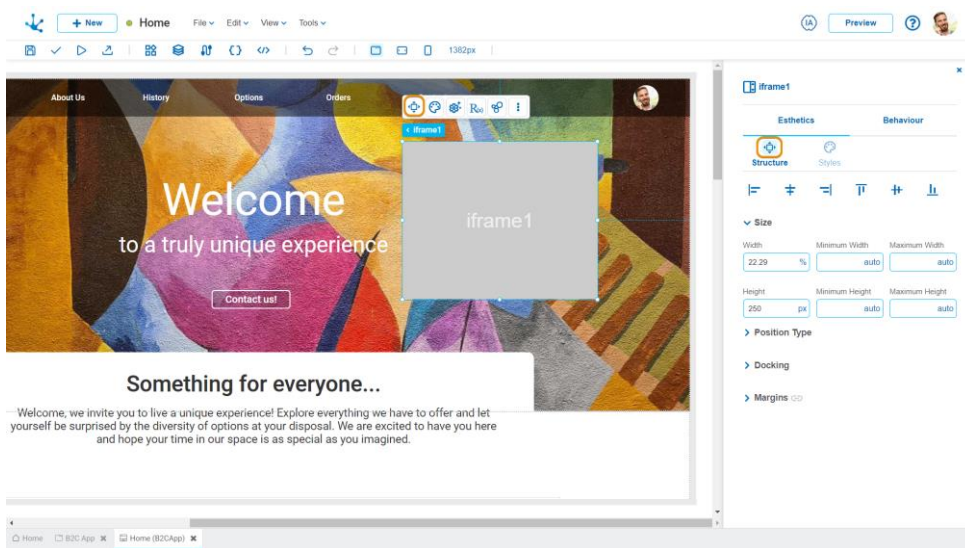 + New
Home
File
Edit
View
Tools
IA
Preview
?
1382px
About Us
History
Options
Orders
iframe1
iframe1
Welcome
to a truly unique experience
Contact us!
Something for everyone...
Welcome, we invite you to live a unique experience! Explore everything we have to offer and let
yourself be surprised by the diversity of options at your disposal. We are excited to have you here
and hope your time in our space is as special as you imagined.
iframe1
Esthetics
Behaviour
Structure
Styles
Size
Width
Minimum Width
Maximum Width
22.29 %
auto
auto
Height
Minimum Height
Maximum Height
250 px
auto
auto
Position Type
Docking
Margins
Home
B2C App
Home (B2CApp)